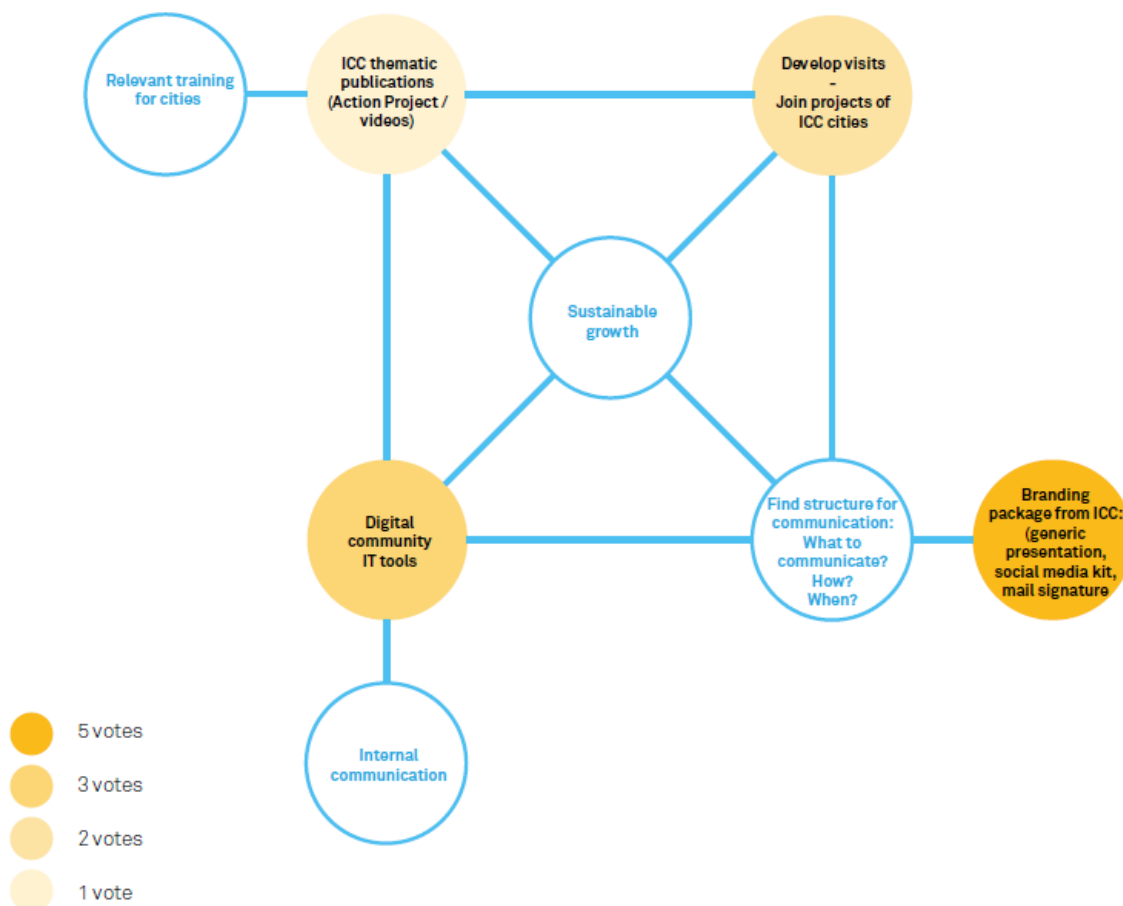 Relevant training
for cities
ICC thematic
publications
(Action Project /
videos)
Develop visits
-
Join projects of
ICC cities
Sustainable
growth
Digital
community
IT tools
Find structure for
communication:
What to
communicate?
How?
When?
Branding
package from ICC:
(generic
presentation,
social media kit,
mail signature
Internal
communication
5 votes
3 votes
2 votes
1 vote